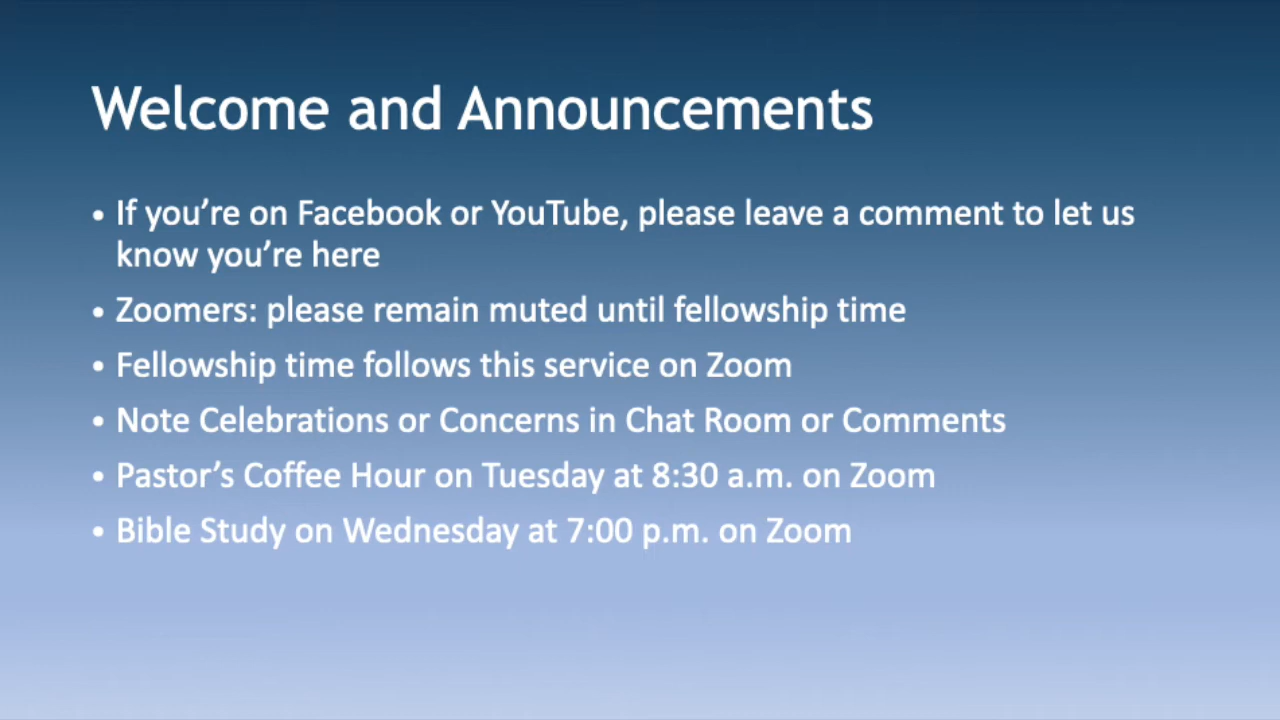 Welcome and Announcements
• If you’re on Facebook or YouTube, please leave a comment to let us
know you’re here
• Zoomers: please remain muted until fellowship time
• Fellowship time follows this service on Zoom
• Note Celebrations or Concerns in Chat Room or Comments
• Pastor’s Coffee Hour on Tuesday at 8:30 a.m. on Zoom
• Bible Study on Wednesday at 7:00 p.m. on Zoom